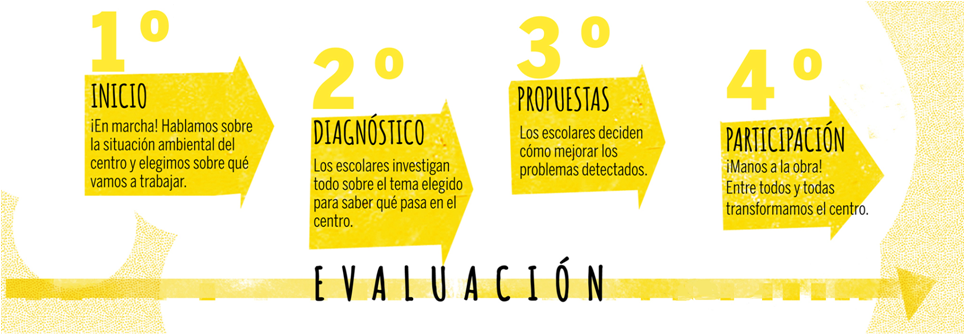 1º
INICIO
¡En marcha! Hablamos sobre
la situación ambiental del
centro y elegimos sobre qué
vamos a trabajar.
2º
DIAGNÓSTICO
Los escolares investigan
todo sobre el tema elegido
para saber qué pasa en el
centro.
3º
PROPUESTAS
Los escolares deciden
cómo mejorar los
problemas detectados.
4º
PARTICIPACIÓN
¡Manos a la obra!
Entre todos y todas
transformamos el centro.
EVALUACIÓN